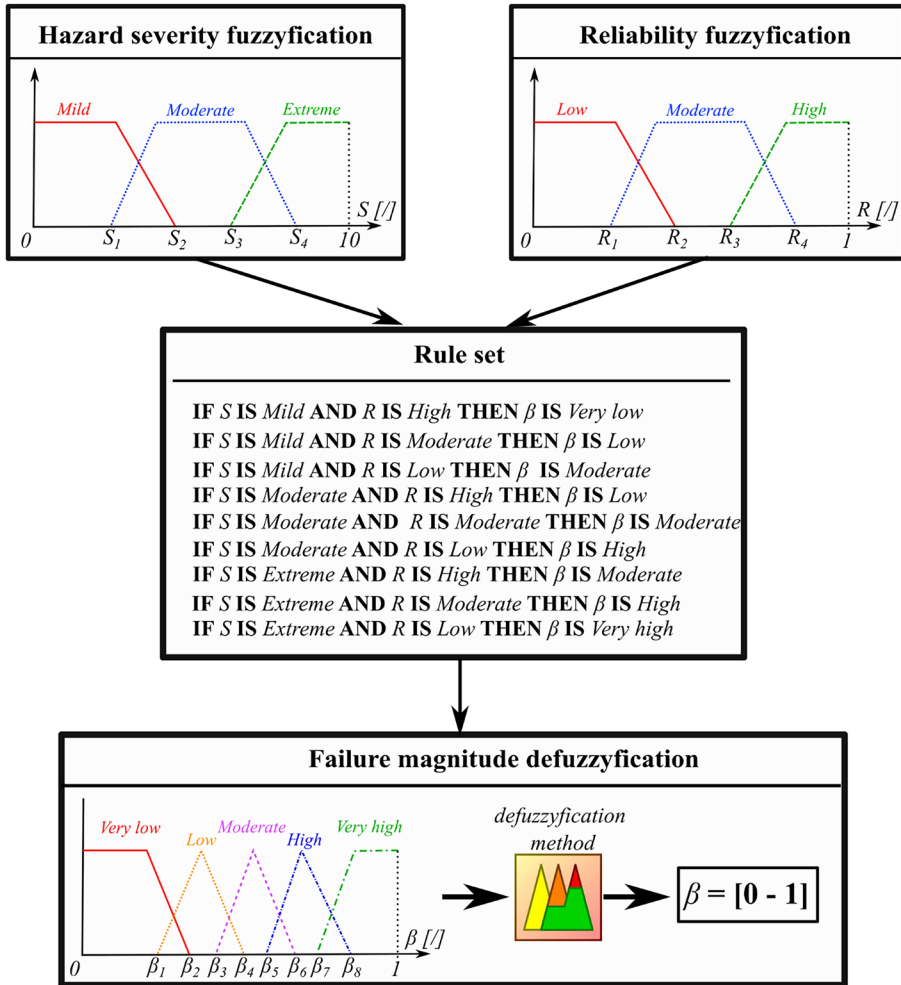 Hazard severity fuzzyfication
Mild Moderate Extreme
S [/]
0 S₁ S₂ S₃ S₄ 10
Reliability fuzzyfication
Low Moderate High
R [/]
0 R₁ R₂ R₃ R₄ 1
Rule set
IF S IS Mild AND R IS High THEN β IS Very low
IF S IS Mild AND R IS Moderate THEN β IS Low
IF S IS Mild AND R IS Low THEN β IS Moderate
IF S IS Moderate AND R IS High THEN β IS Low
IF S IS Moderate AND R IS Moderate THEN β IS Moderate
IF S IS Moderate AND R IS Low THEN β IS High
IF S IS Extreme AND R IS High THEN β IS Moderate
IF S IS Extreme AND R IS Moderate THEN β IS High
IF S IS Extreme AND R IS Low THEN β IS Very high
Failure magnitude defuzzyfication
Very low Low Moderate High Very high
β [/]
0 β₁ β₂ β₃ β₄ β₅ β₆ β₇ β₈ 1
defuzzyfication
method
β = [0 - 1]